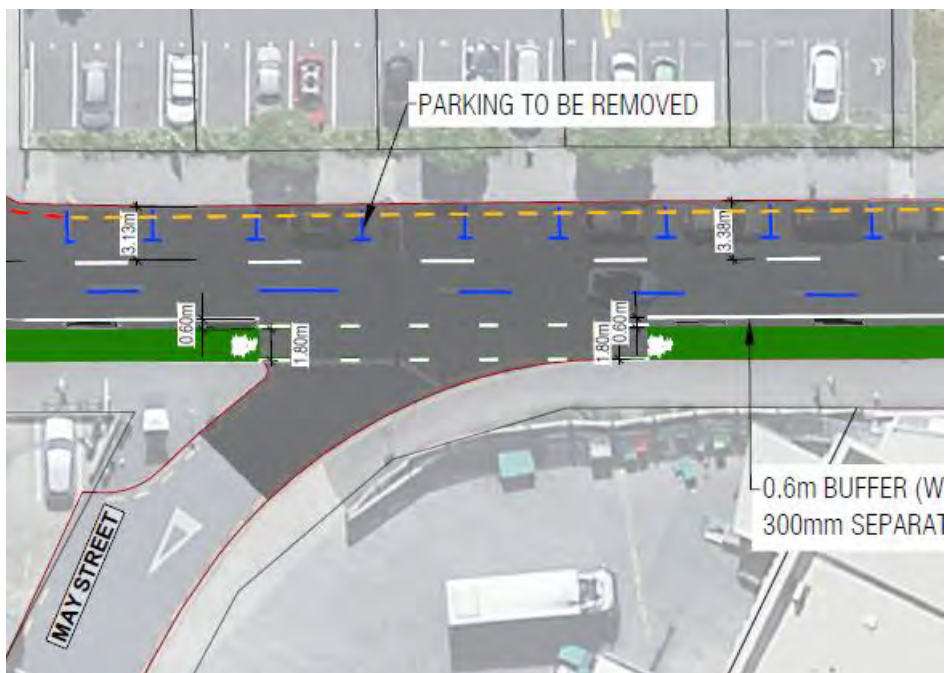 PARKING TO BE REMOVED
3.13m
3.38m
0.60m
1.80m
1.80m
0.60m
0.6m BUFFER (W
300mm SEPARAT
MAY STREET